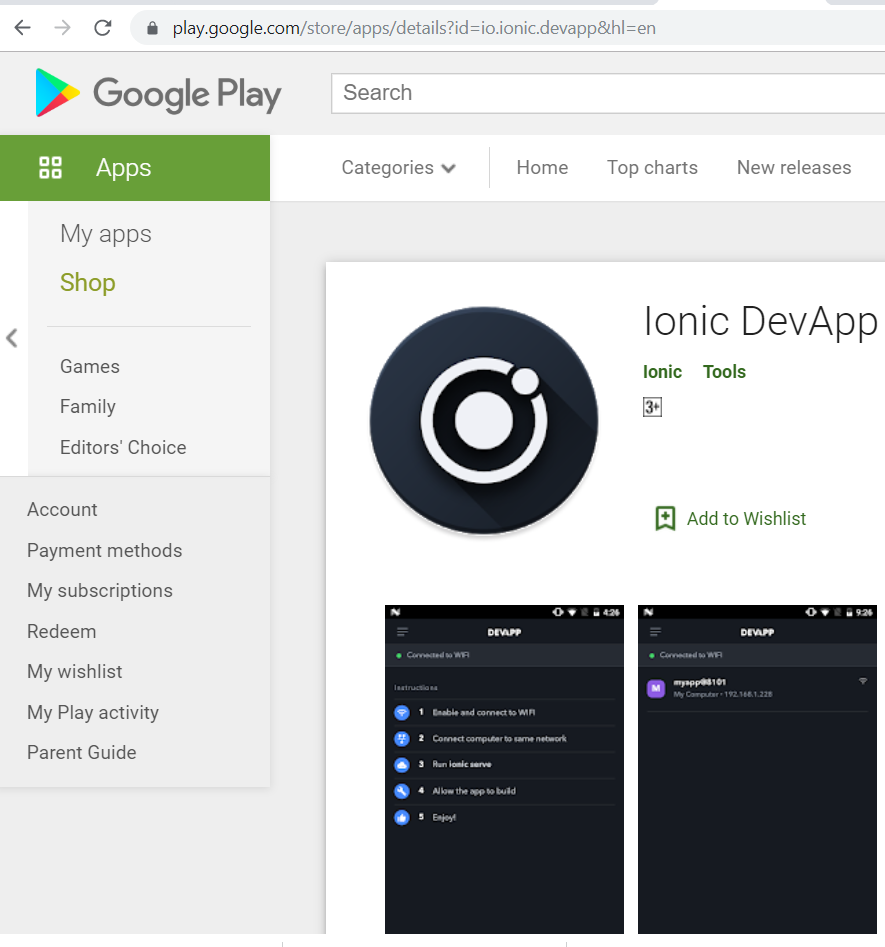 play.google.com/store/apps/details?id=io.ionic.devapp&hl=en
Google Play
Search
Apps
Categories
Home
Top charts
New releases
My apps
Shop
Games
Family
Editors' Choice
Account
Payment methods
My subscriptions
Redeem
My wishlist
My Play activity
Parent Guide
Ionic DevApp
Ionic Tools
3+
Add to Wishlist
4:26
DEVAPP
Connected to WIFI
Instructions
1 Enable and connect to WIFI
2 Connect computer to same network
3 Run ionic serve
4 Allow the app to build
5 Enjoy!
9:26
DEVAPP
Connected to WIFI
M
myapp@8101
My Computer • 192.168.1.228